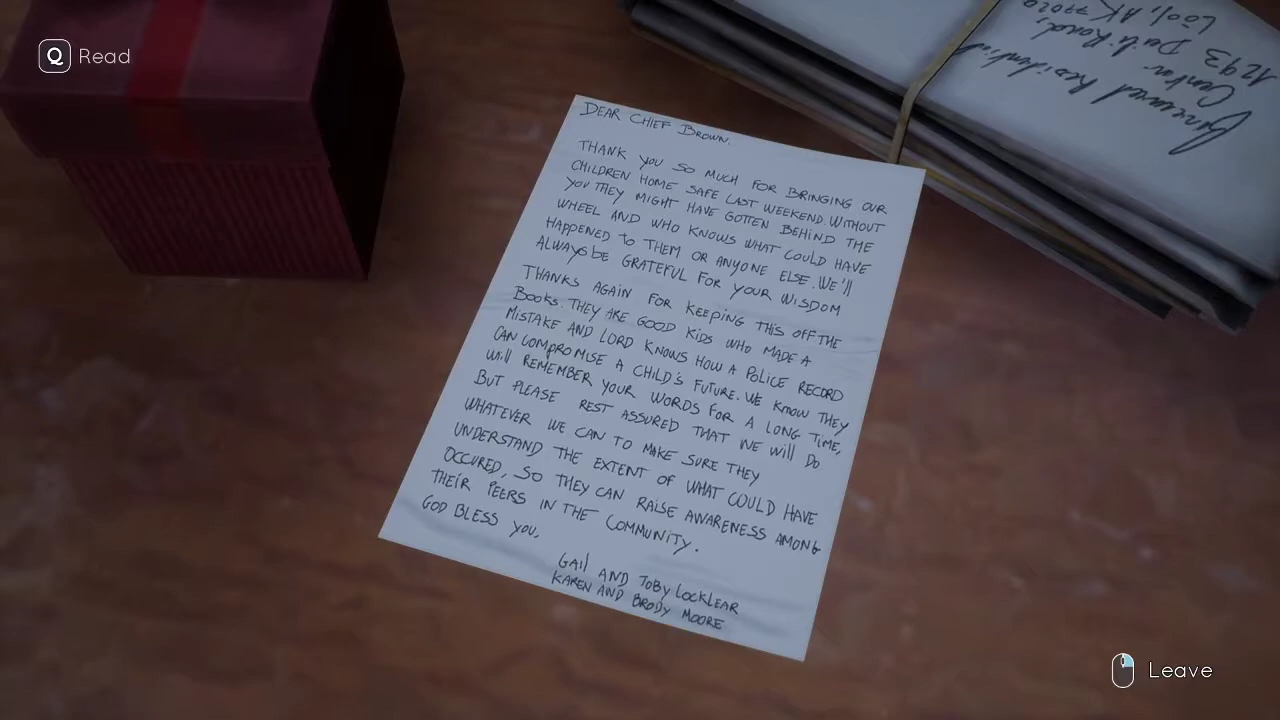 Read
DEAR CHIEF BROWN.
THANK YOU SO MUCH FOR BRINGING OUR
CHILDREN HOME SAFE LAST WEEKEND. WITHOUT
YOU THEY MIGHT HAVE GOTTEN BEHIND THE
WHEEL AND WHO KNOWS WHAT COULD HAVE
HAPPENED TO THEM OR ANYONE ELSE. WE'LL
ALWAYS BE GRATEFUL FOR YOUR WISDOM
THANKS AGAIN FOR KEEPING THIS OFF THE
BOOKS. THEY ARE GOOD KIDS WHO MADE A
MISTAKE AND LORD KNOWS HOW A POLICE RECORD
CAN COMPROMISE A CHILD'S FUTURE. WE KNOW THEY
WILL REMEMBER YOUR WORDS FOR A LONG TIME,
BUT PLEASE REST ASSURED THAT WE WILL DO
WHATEVER WE CAN TO MAKE SURE THEY
UNDERSTAND THE EXTENT OF WHAT COULD HAVE
OCCURED, SO THEY CAN RAISE AWARENESS AMONG
THEIR PEERS IN THE COMMUNITY.
GOD BLESS YOU,
GAIL AND TOBY LOCKLEAR
KAREN AND BRODY MOORE
Residential
Center
1293 Road,
AK 77020
Q
Leave